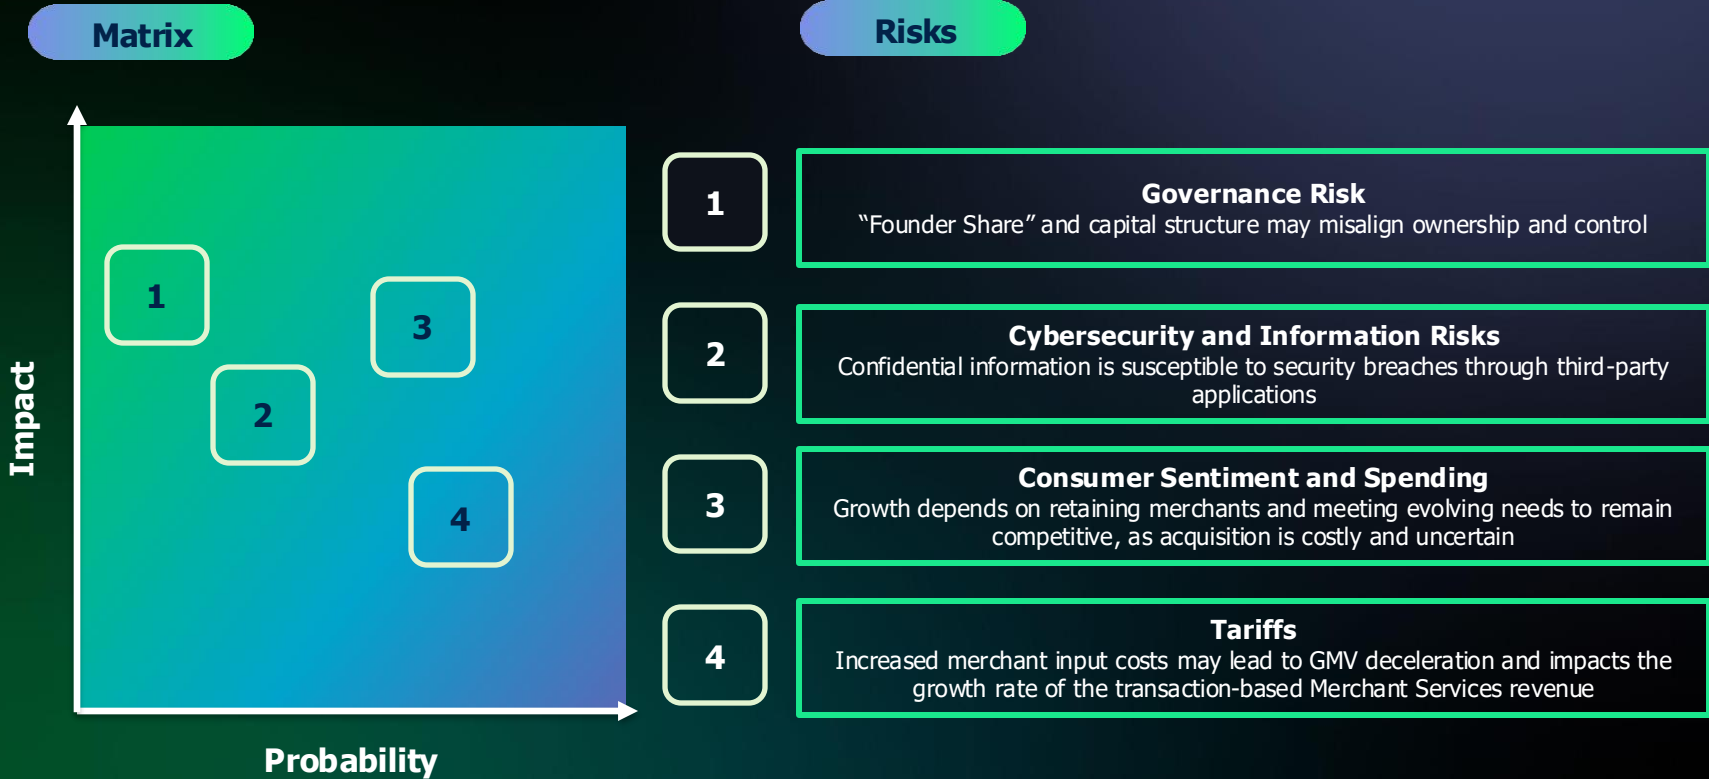 Matrix
Impact
1
2
3
4
Probability
Risks
1
Governance Risk
“Founder Share” and capital structure may misalign ownership and control
2
Cybersecurity and Information Risks
Confidential information is susceptible to security breaches through third-party
applications
3
Consumer Sentiment and Spending
Growth depends on retaining merchants and meeting evolving needs to remain
competitive, as acquisition is costly and uncertain
4
Tariffs
Increased merchant input costs may lead to GMV deceleration and impacts the
growth rate of the transaction-based Merchant Services revenue